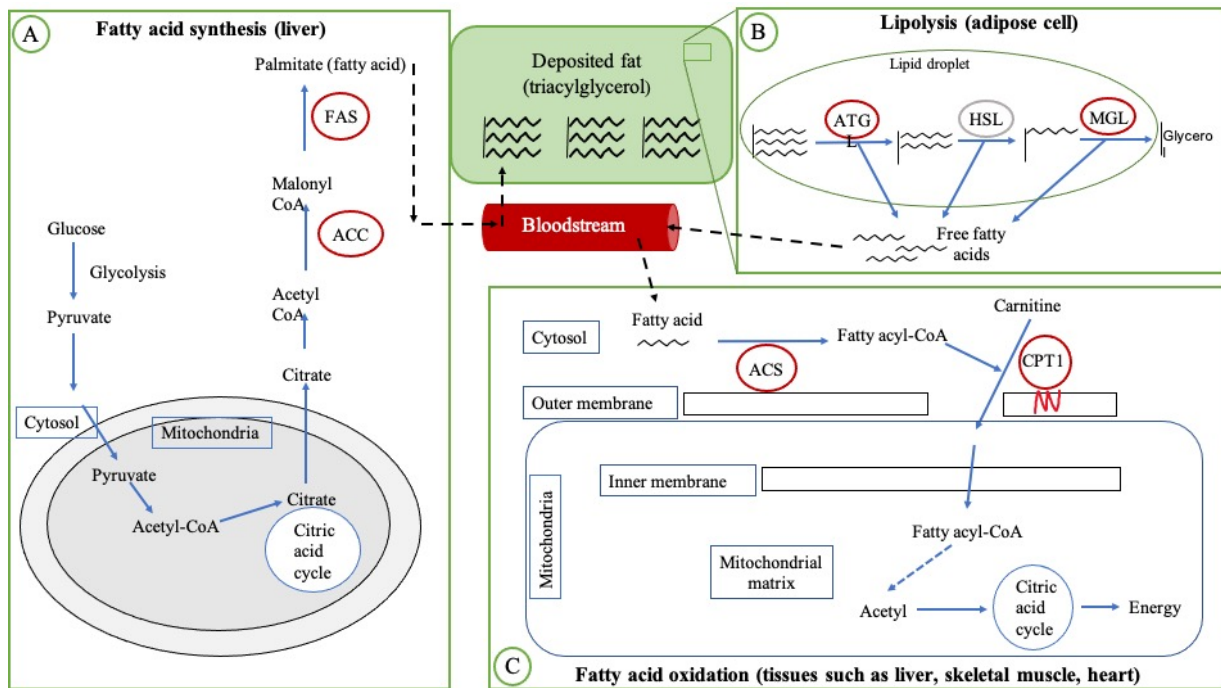 A
Fatty acid synthesis (liver)
Palmitate (fatty acid)
FAS
Malonyl
CoA
ACC
Glucose
Glycolysis
Acetyl
CoA
Pyruvate
Citrate
Cytosol
Mitochondria
Pyruvate
Citrate
Acetyl-CoA
Citric
acid
cycle
Deposited fat
(triacylglycerol)
Bloodstream
B
Lipolysis (adipose cell)
Lipid droplet
ATG
L
HSL
MGL
Glycero
l
Free fatty
acids
Carnitine
Fatty acid
Cytosol
Fatty acyl-CoA
ACS
CPT1
Outer membrane
Inner membrane
Mitochondria
Fatty acyl-CoA
Mitochondrial
matrix
Acetyl
Citric
acid
cycle
Energy
C
Fatty acid oxidation (tissues such as liver, skeletal muscle, heart)